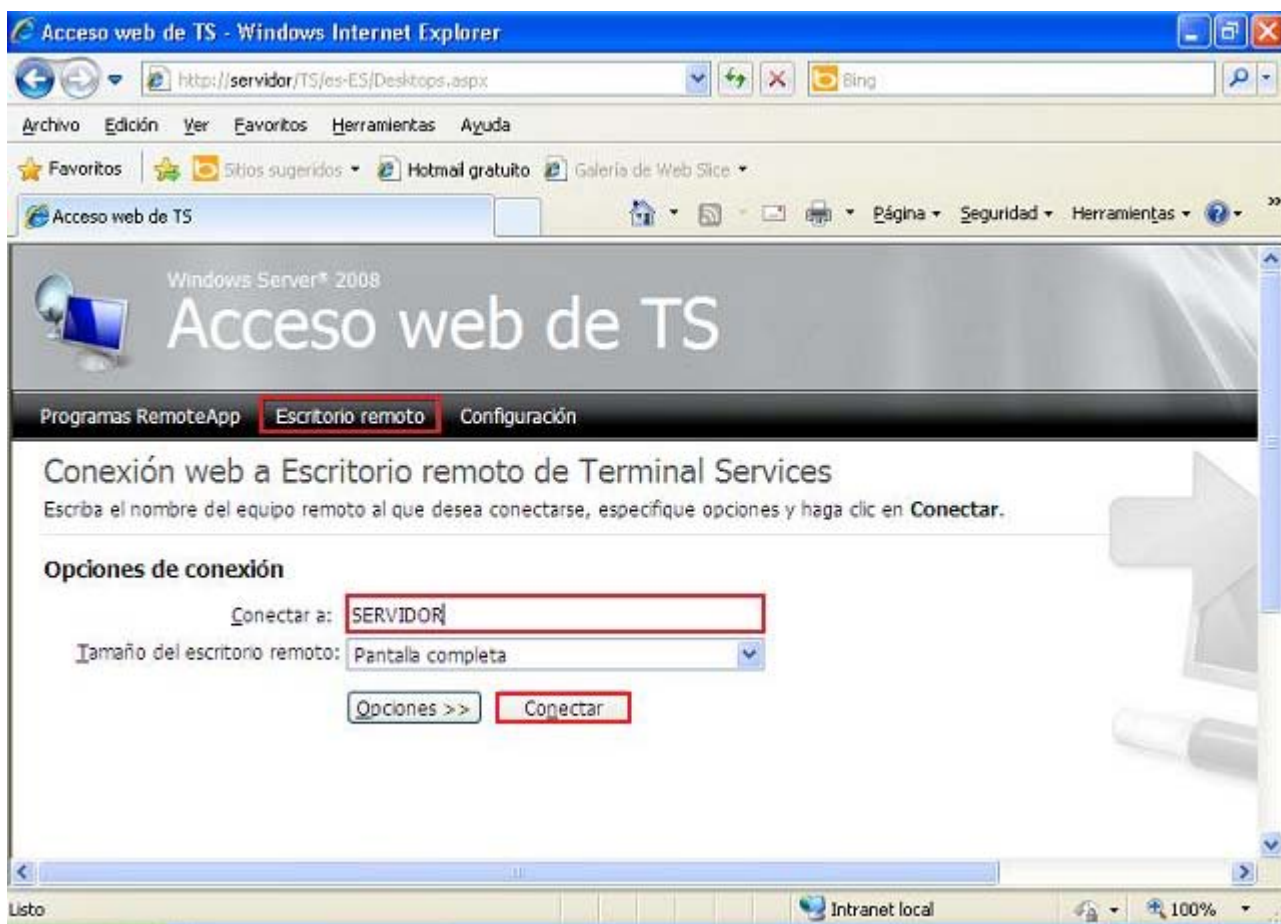 Acceso web de TS - Windows Internet Explorer
http://servidor/TS/es-ES/Desktops.aspx
Bing
Archivo Edición Ver Favoritos Herramientas Ayuda
Favoritos Sitios sugeridos Hotmail gratuito Galería de Web Slice
Acceso web de TS Página Seguridad Herramientas
Windows Server® 2008
Acceso web de TS
Programas RemoteApp Escritorio remoto Configuración
Conexión web a Escritorio remoto de Terminal Services
Escriba el nombre del equipo remoto al que desea conectarse, especifique opciones y haga clic en Conectar.
Opciones de conexión
Conectar a: SERVIDOR
Tamaño del escritorio remoto: Pantalla completa
Opciones >> Conectar
Listo Intranet local 100%